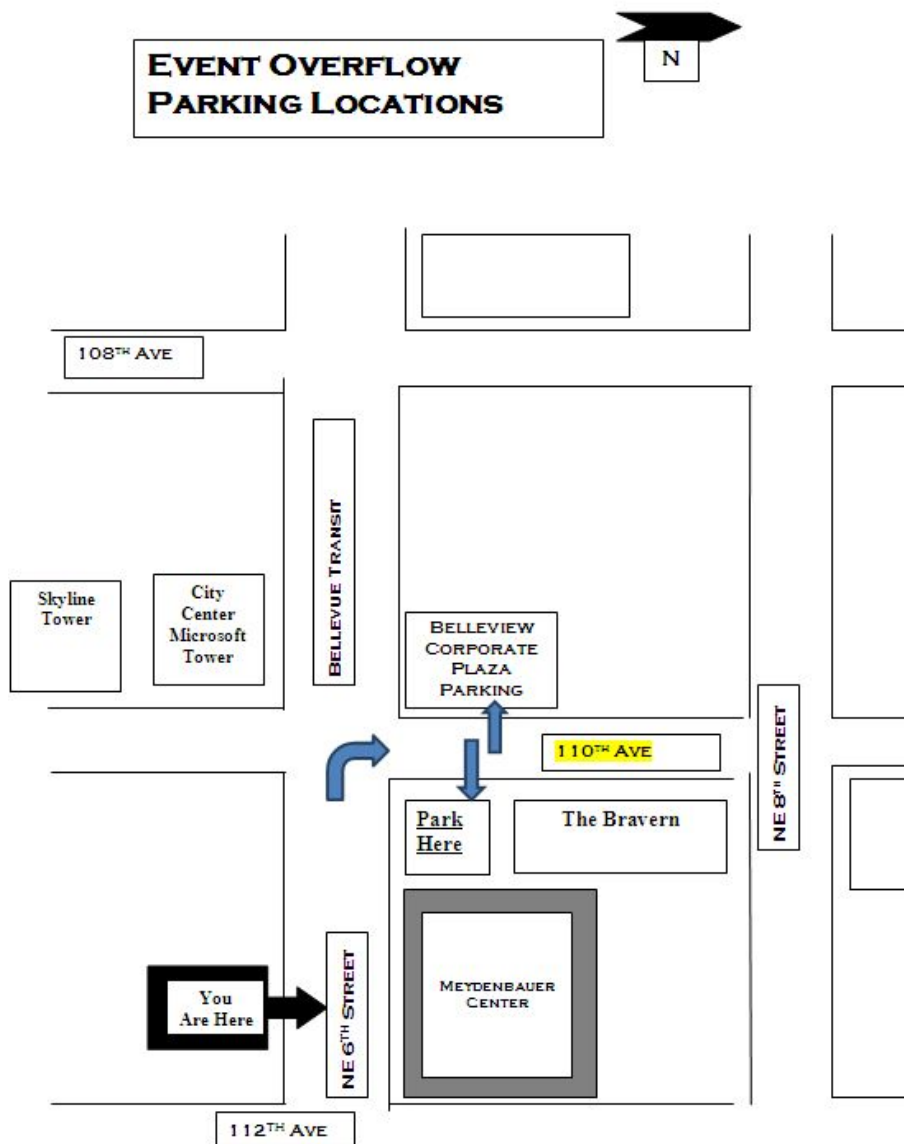 EVENT OVERFLOW
PARKING LOCATIONS
N
108TH AVE
BELLEVUE TRANSIT
Skyline
Tower
City
Center
Microsoft
Tower
BELLEVIEW
CORPORATE
PLAZA
PARKING
110TH AVE
NE 8TH STREET
Park
Here
The Bravern
You
Are Here
NE 6TH STREET
MEYDENBAUER
CENTER
112TH AVE